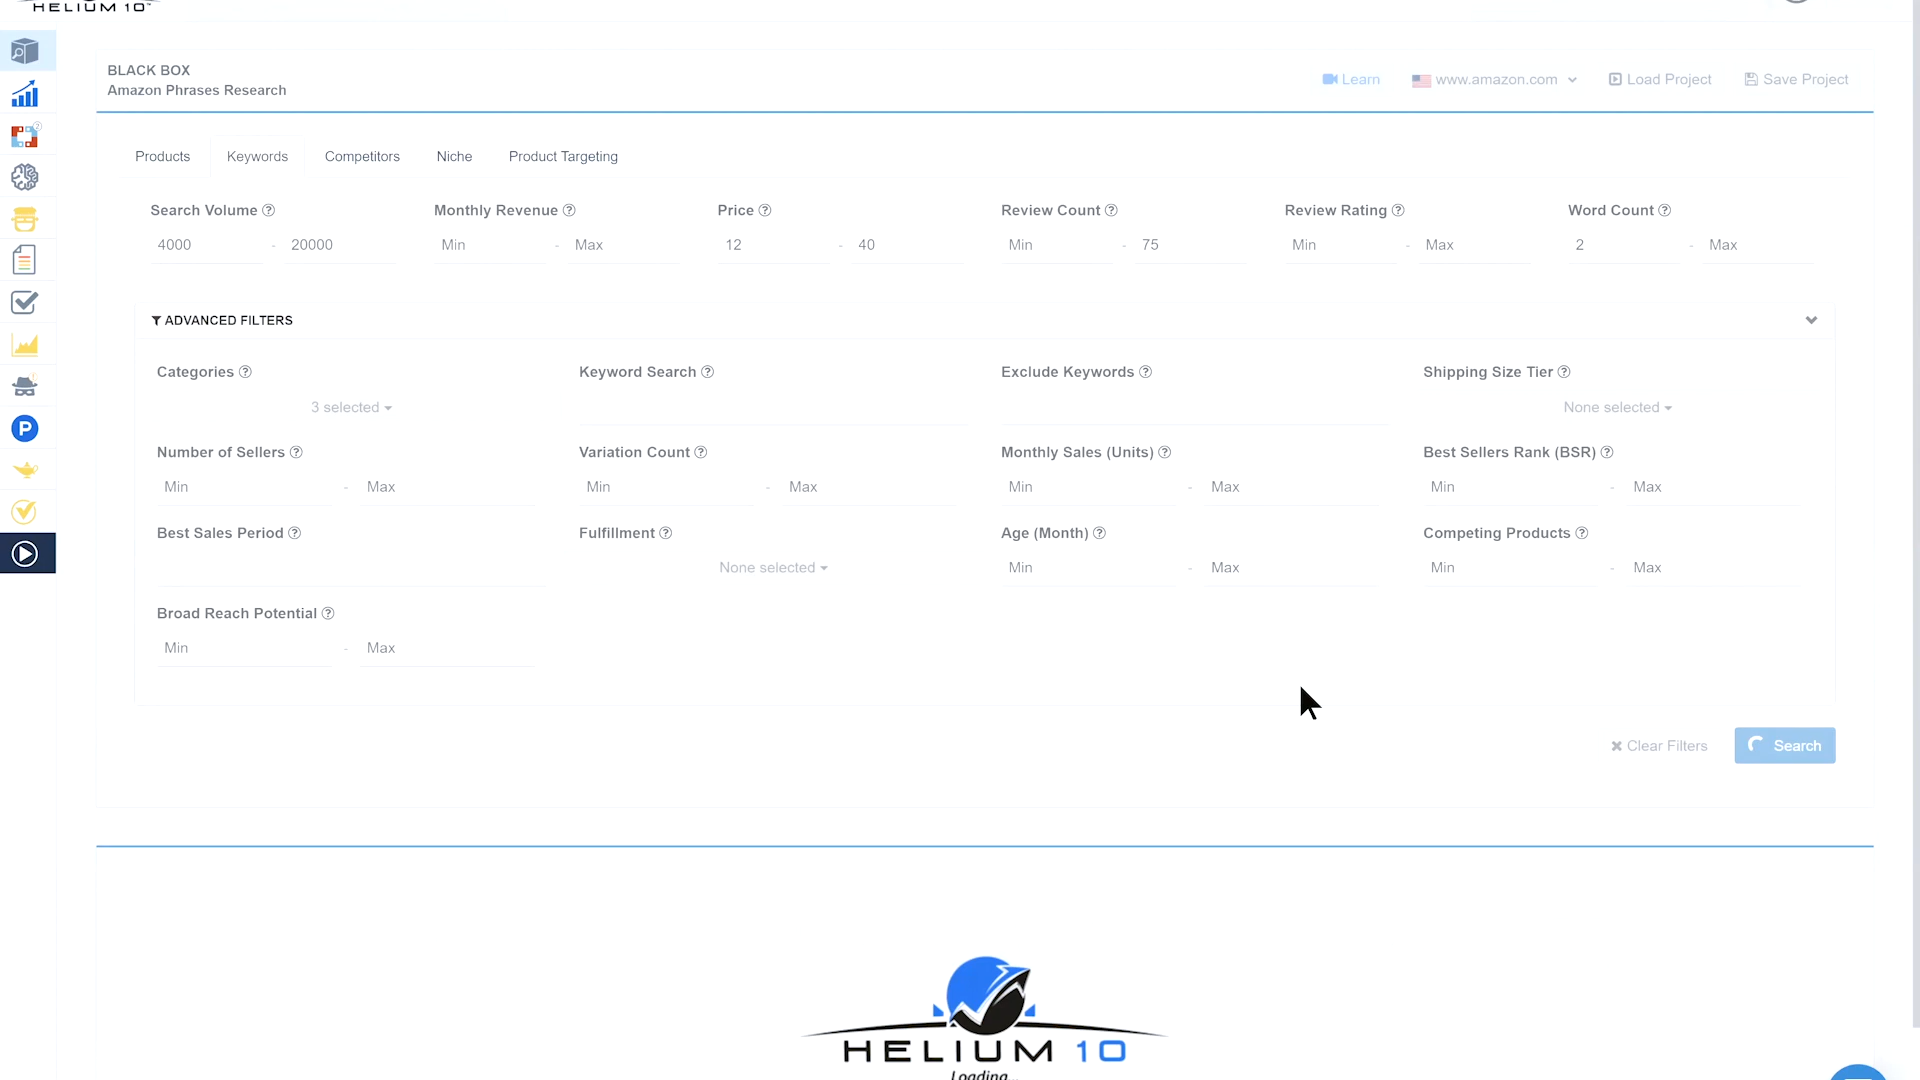 HELIUM 10™
BLACK BOX
Amazon Phrases Research
Learn
www.amazon.com
Load Project
Save Project
Products
Keywords
Competitors
Niche
Product Targeting
Search Volume
Monthly Revenue
Price
Review Count
Review Rating
Word Count
4000 - 20000
Min - Max
12 - 40
Min - 75
Min - Max
2 - Max
ADVANCED FILTERS
Categories
Keyword Search
Exclude Keywords
Shipping Size Tier
3 selected
None selected
Number of Sellers
Variation Count
Monthly Sales (Units)
Best Sellers Rank (BSR)
Min - Max
Min - Max
Min - Max
Min - Max
Best Sales Period
Fulfillment
Age (Month)
Competing Products
None selected
Min - Max
Min - Max
Broad Reach Potential
Min - Max
Clear Filters
Search
HELIUM 10
Loading...